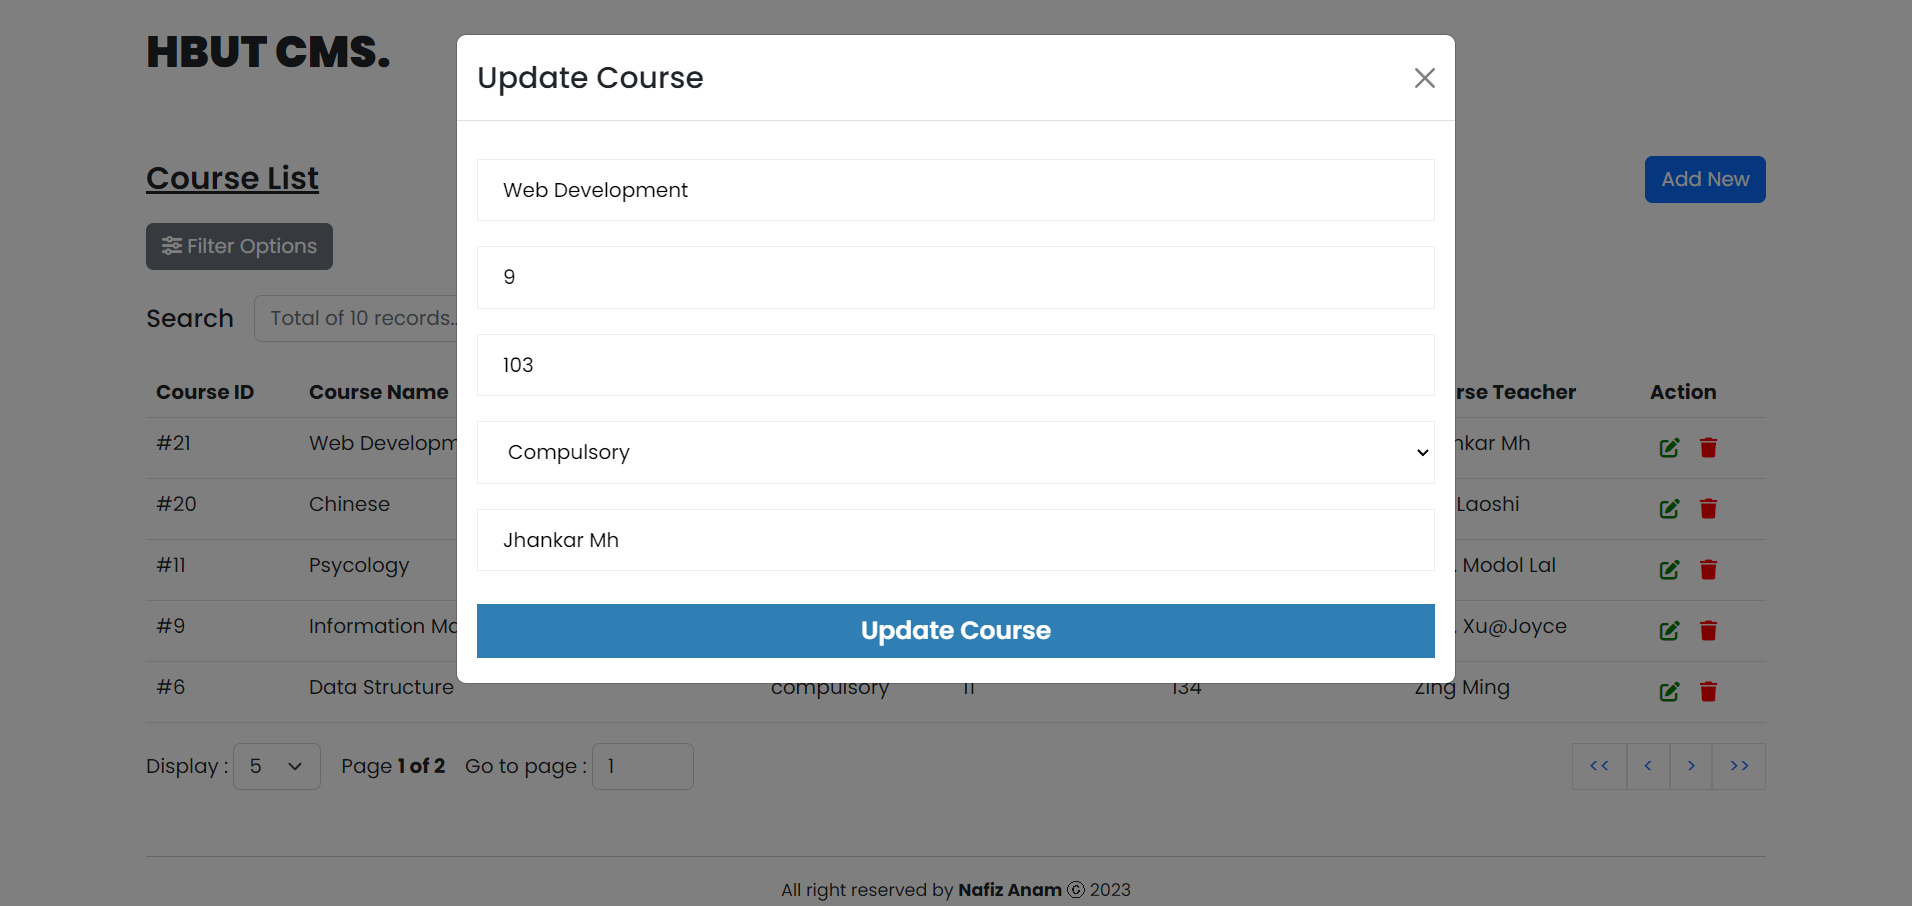 HBUT CMS.
Update Course
Web Development
9
103
Compulsory
Jhankar Mh
Update Course
Course List
Add New
Filter Options
Search Total of 10 records..
Course ID Course Name rse Teacher Action
#21 Web Developm nkar Mh
#20 Chinese Laoshi
#11 Psycology Modol Lal
#9 Information Ma Xu@Joyce
#6 Data Structure compulsory 11 134 Zing Ming
Display : 5 Page 1 of 2 Go to page : 1 << < > >>
All right reserved by Nafiz Anam © 2023